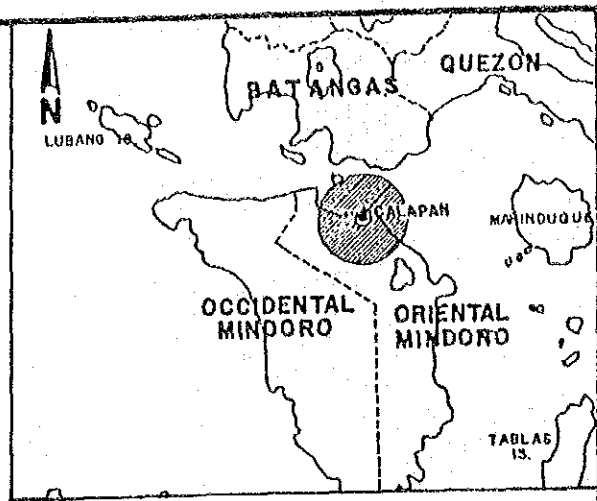 N
BATANGAS
QUEZON
LUBANG IS.
CALAPAN
MARINDUQUE
OCCIDENTAL
MINDORO
ORIENTAL
MINDORO
TABLAS
IS.